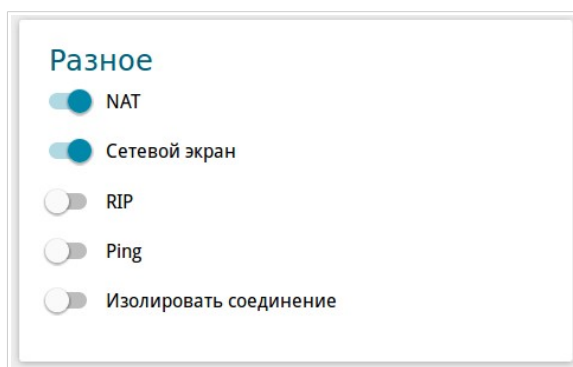 Разное
NAT
Сетевой экран
RIP
Ping
Изолировать соединение